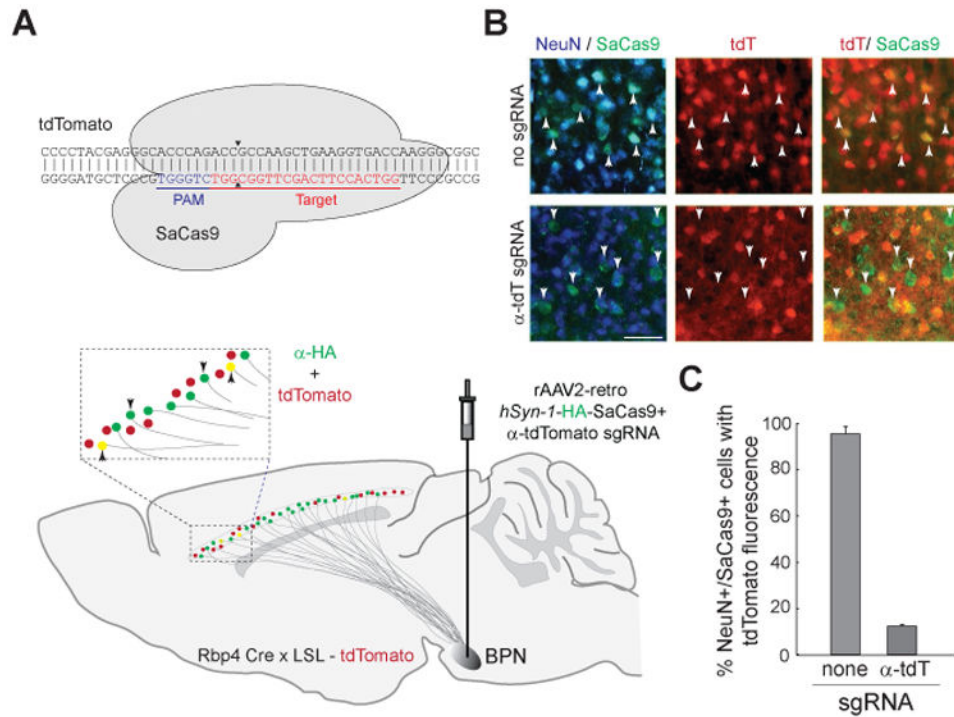 A
tdTomato
CCCCTACGAGGGCACCCAGACCGCCAAGCTGAAGGTGACCAAGGGCGGC
GGGGATGCTCCCGTGGGTCTGGCGGTTCGACTTCCACTGGTTCCCGCCG
PAM
Target
SaCas9
α-HA
+
tdTomato
rAAV2-retro
hSyn-1-HA-SaCas9+
α-tdTomato sgRNA
Rbp4 Cre x LSL - tdTomato
BPN
B
NeuN / SaCas9
tdT
tdT/ SaCas9
no sgRNA
α-tdT sgRNA
C
% NeuN+/SaCas9+ cells with
tdTomato fluorescence
100
80
60
40
20
0
none
α-tdT
sgRNA